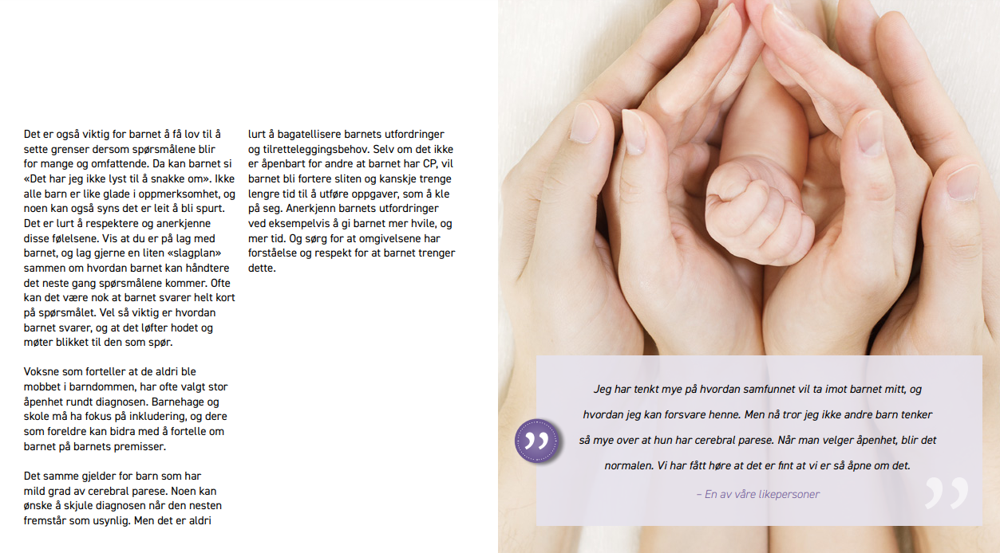 Det er også viktig for barnet å få lov til å
sette grenser dersom spørsmålene blir
for mange og omfattende. Da kan barnet si
«Det har jeg ikke lyst til å snakke om». Ikke
alle barn er like glade i oppmerksomhet, og
noen kan også syns det er leit å bli spurt.
Det er lurt å respektere og anerkjenne
disse følelsene. Vis at du er på lag med
barnet, og lag gjerne en liten «slagplan»
sammen om hvordan barnet kan håndtere
det neste gang spørsmålene kommer. Ofte
kan det være nok at barnet svarer helt kort
på spørsmålet. Vel så viktig er hvordan
barnet svarer, og at det løfter hodet og
møter blikket til den som spør.
Voksne som forteller at de aldri ble
mobbet i barndommen, har ofte valgt stor
åpenhet rundt diagnosen. Barnehage og
skole må ha fokus på inkludering, og dere
som foreldre kan bidra med å fortelle om
barnet på barnets premisser.
Det samme gjelder for barn som har
mild grad av cerebral parese. Noen kan
ønske å skjule diagnosen når den nesten
fremstår som usynlig. Men det er aldri
lurt å bagatellisere barnets utfordringer
og tilretteleggingsbehov. Selv om det ikke
er åpenbart for andre at barnet har CP, vil
barnet bli fortere sliten og kanskje trenge
lengre tid til å utføre oppgaver, som å kle
på seg. Anerkjenn barnets utfordringer
ved eksempelvis å gi barnet mer hvile, og
mer tid. Og sørg for at omgivelsene har
forståelse og respekt for at barnet trenger
dette.
Jeg har tenkt mye på hvordan samfunnet vil ta imot barnet mitt, og
hvordan jeg kan forsvare henne. Men nå tror jeg ikke andre barn tenker
så mye over at hun har cerebral parese. Når man velger åpenhet, blir det
normalen. Vi har fått høre at det er fint at vi er så åpne om det.
– En av våre likepersoner